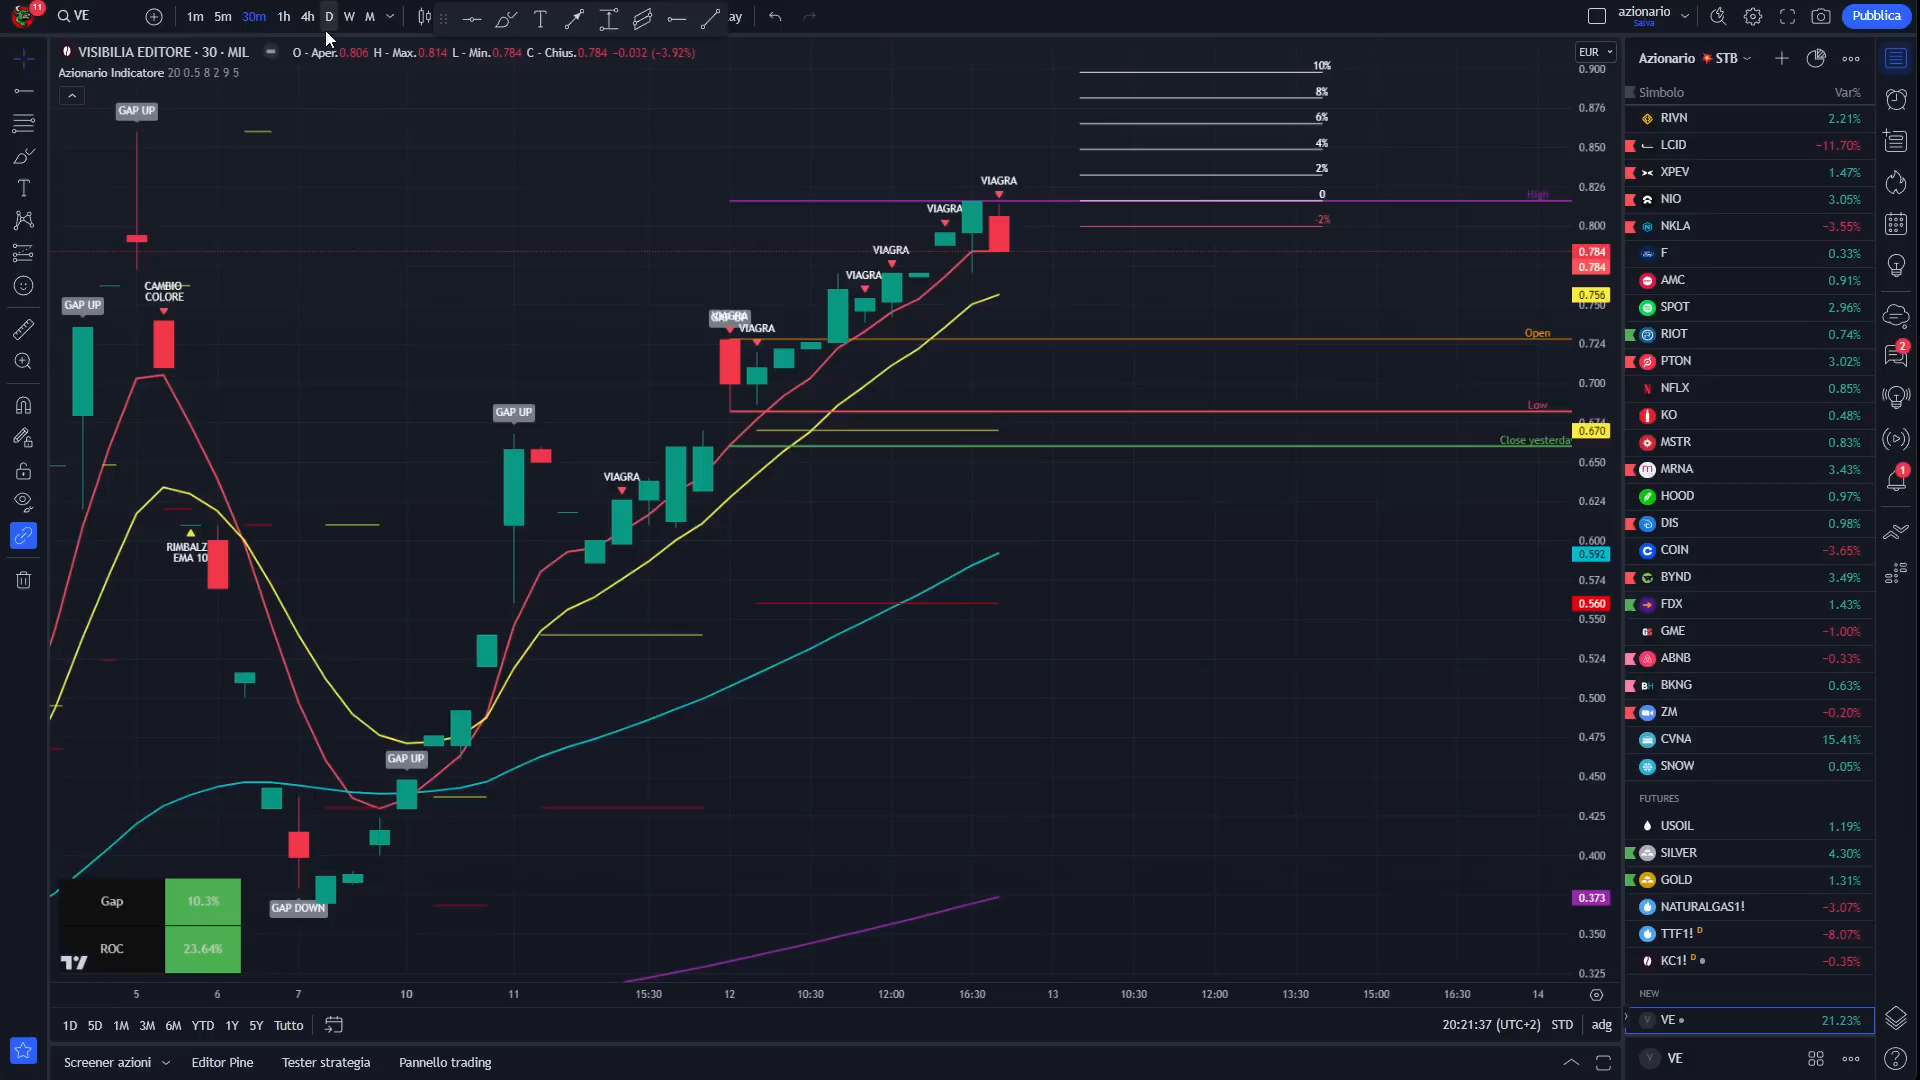 11
VE
1m 5m 30m 1h 4h D W M
ay
azionario
Salva
Pubblica
VISIBILIA EDITORE · 30 · MIL
O - Aper.0.806 H - Max.0.814 L - Min.0.784 C - Chius.0.784 −0.032 (−3.92%)
Azionario Indicatore 20 0.5 8 2 9 5
EUR
GAP UP
GAP UP
CAMBIO
COLORE
RIMBALZ
EMA 10
GAP DOWN
GAP UP
GAP UP
VIAGRA
VIAGRA
VIAGRA
VIAGRA
VIAGRA
VIAGRA
VIAGRA
10%
8%
6%
4%
2%
0
-2%
High
Open
Low
Close yesterda
0.900
0.876
0.850
0.826
0.800
0.784
0.784
0.756
0.750
0.724
0.700
0.674
0.670
0.650
0.624
0.600
0.592
0.574
0.560
0.550
0.524
0.500
0.475
0.450
0.425
0.400
0.373
0.350
0.325
Gap 10.3%
ROC 23.64%
5 6 7 10 11 15:30 12 10:30 12:00 16:30 13 10:30 12:00 13:30 15:00 16:30 14
1D 5D 1M 3M 6M YTD 1Y 5Y Tutto
20:21:37 (UTC+2) STD adg
Screener azioni Editor Pine Tester strategia Pannello trading
Azionario STB
Simbolo Var%
RIVN 2.21%
LCID −11.70%
XPEV 1.47%
NIO 3.05%
NKLA −3.55%
F 0.33%
AMC 0.91%
SPOT 2.96%
RIOT 0.74%
PTON 3.02%
NFLX 0.85%
KO 0.48%
MSTR 0.83%
MRNA 3.43%
HOOD 0.97%
DIS 0.98%
COIN −3.65%
BYND 3.49%
FDX 1.43%
GME −1.00%
ABNB −0.33%
BKNG 0.63%
ZM −0.20%
CVNA 15.41%
SNOW 0.05%
FUTURES
USOIL 1.19%
SILVER 4.30%
GOLD 1.31%
NATURALGAS1! −3.07%
TTF1! D −8.07%
KC1! D −0.35%
NEW
VE 21.23%
V VE
2
1